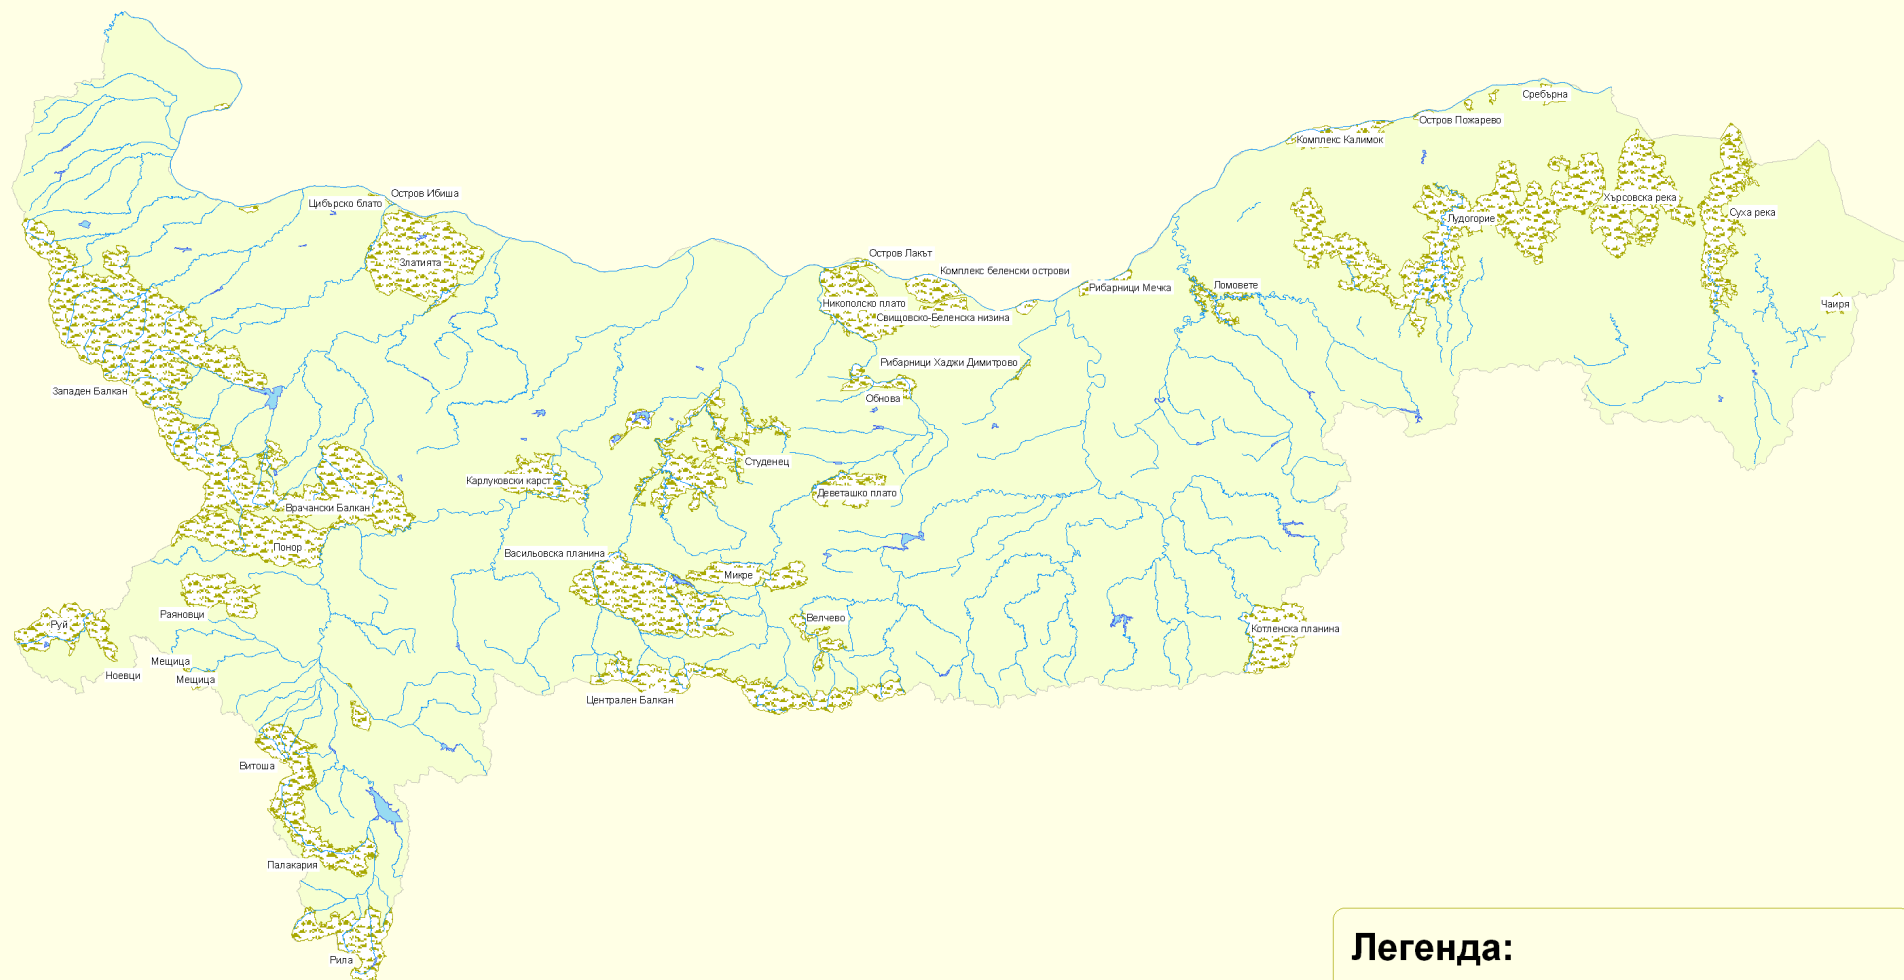 Сребърна
Остров Пожарево
Комплекс Калимок
Остров Ибиша
Цибърско блато
Хърсовска река
Суха река
Лудогорие
Остров Лакът
Златията
Комплекс беленски острови
Рибарници Мечка
Ломовете
Никополско плато
Чаиря
Свищовско-Беленска низина
Рибарници Хаджи Димитрово
Западен Балкан
Обнова
Студенец
Карлуковски карст
Деветашко плато
Врачански Балкан
Понор
Васильовска планина
Микре
Раяновци
Велчево
Руй
Котленска планина
Мещица
Ноевци
Мещица
Централен Балкан
Витоша
Палакария
Легенда:
Рила